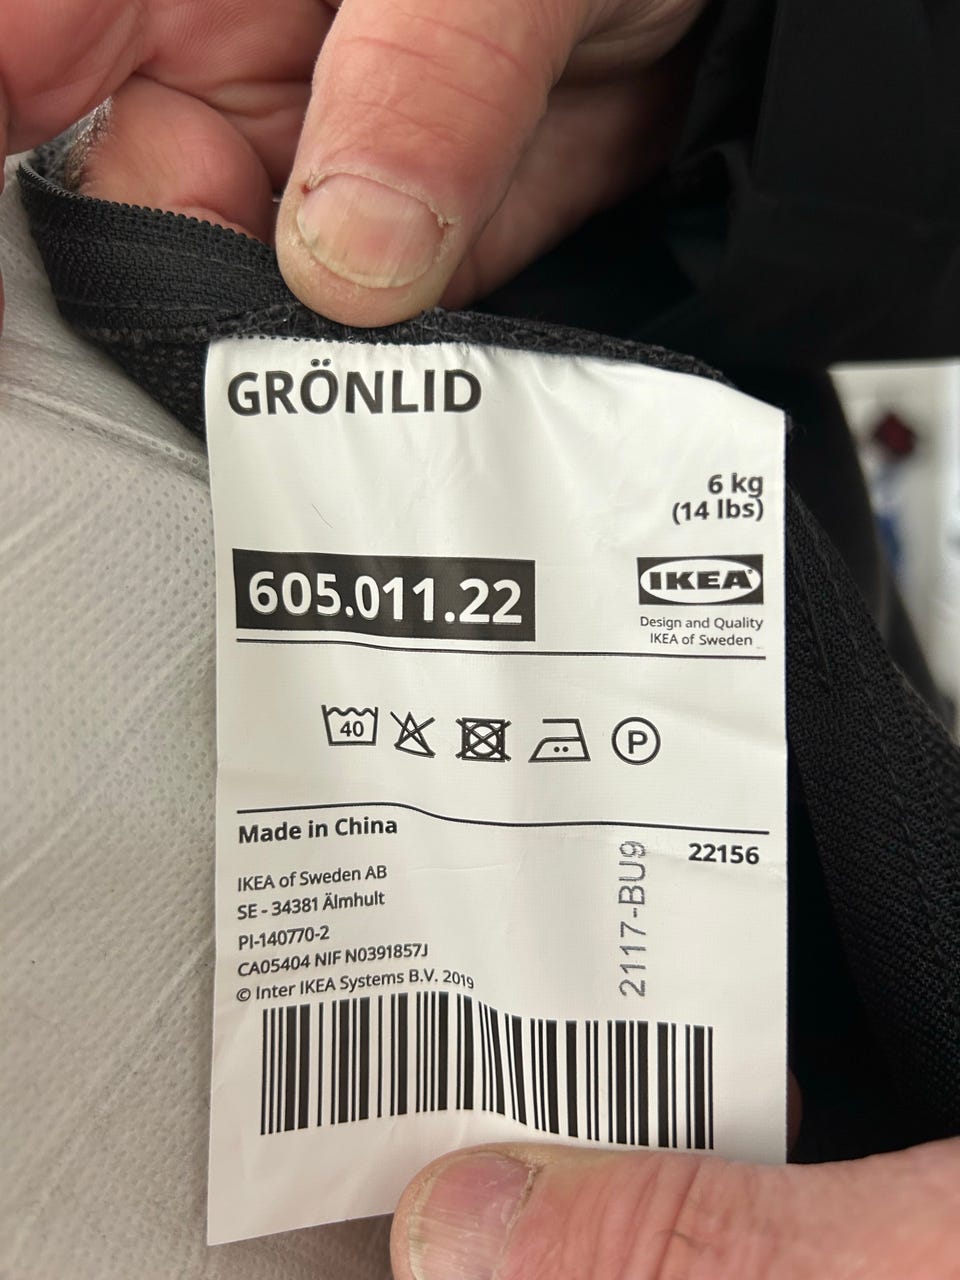 GRÖNLID
6 kg
(14 lbs)
605.011.22
IKEA
Design and Quality
IKEA of Sweden
40
P
Made in China
22156
IKEA of Sweden AB
SE - 34381 Älmhult
PI-140770-2
CA05404 NIF N0391857J
© Inter IKEA Systems B.V. 2019
2117-BU9